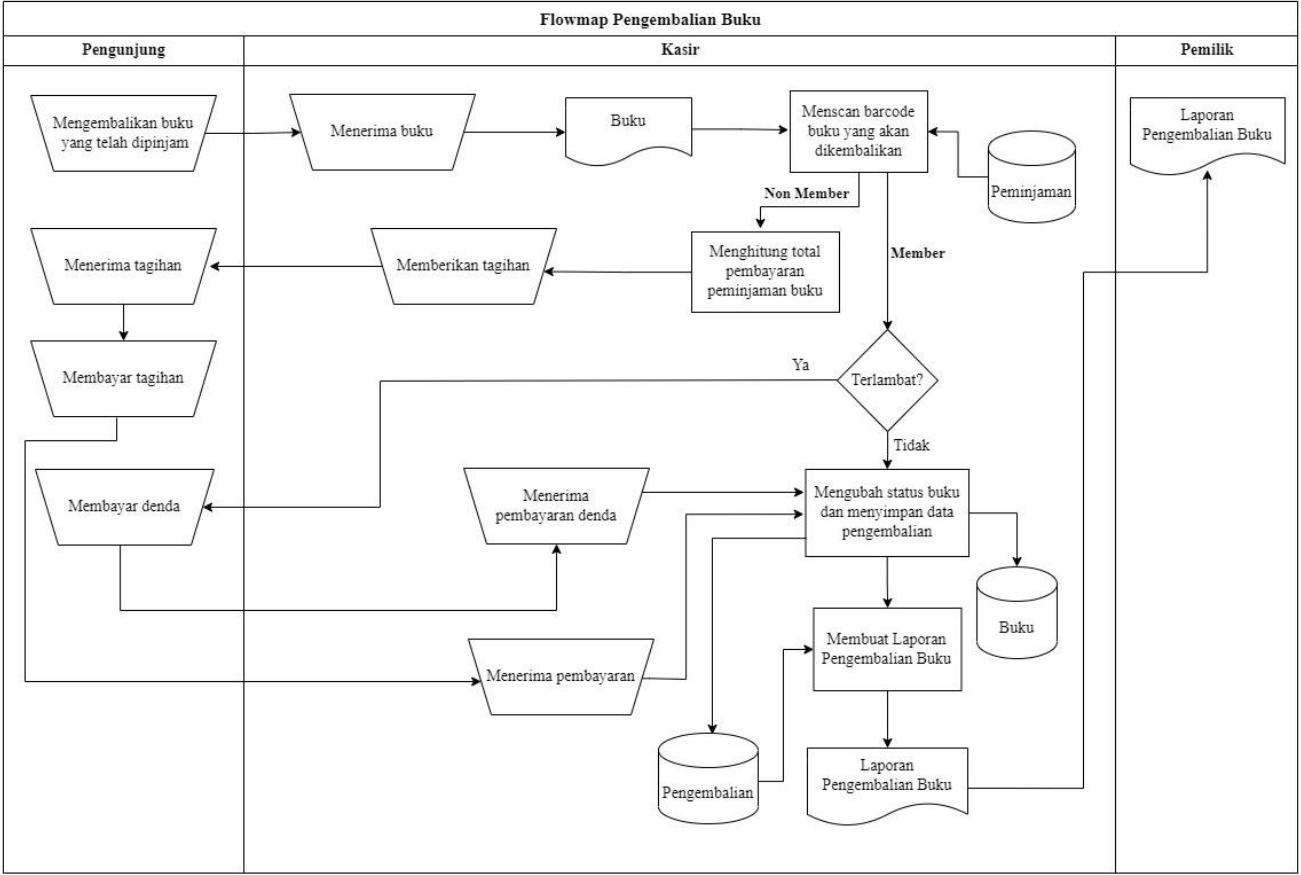 Flowmap Pengembalian Buku
Pengunjung
Kasir
Pemilik
Mengembalikan buku
yang telah dipinjam
Menerima buku
Buku
Menscan barcode
buku yang akan
dikembalikan
Peminjaman
Laporan
Pengembalian Buku
Non Member
Member
Menerima tagihan
Memberikan tagihan
Menghitung total
pembayaran
peminjaman buku
Membayar tagihan
Ya
Terlambat?
Tidak
Membayar denda
Menerima
pembayaran denda
Mengubah status buku
dan menyimpan data
pengembalian
Buku
Menerima pembayaran
Membuat Laporan
Pengembalian Buku
Pengembalian
Laporan
Pengembalian Buku